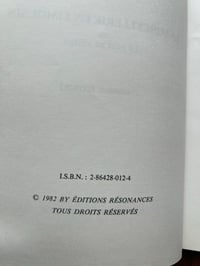 I.S.B.N. : 2-86428-012-4
© 1982 BY ÉDITIONS RÉSONANCES
TOUS DROITS RÉSERVÉS